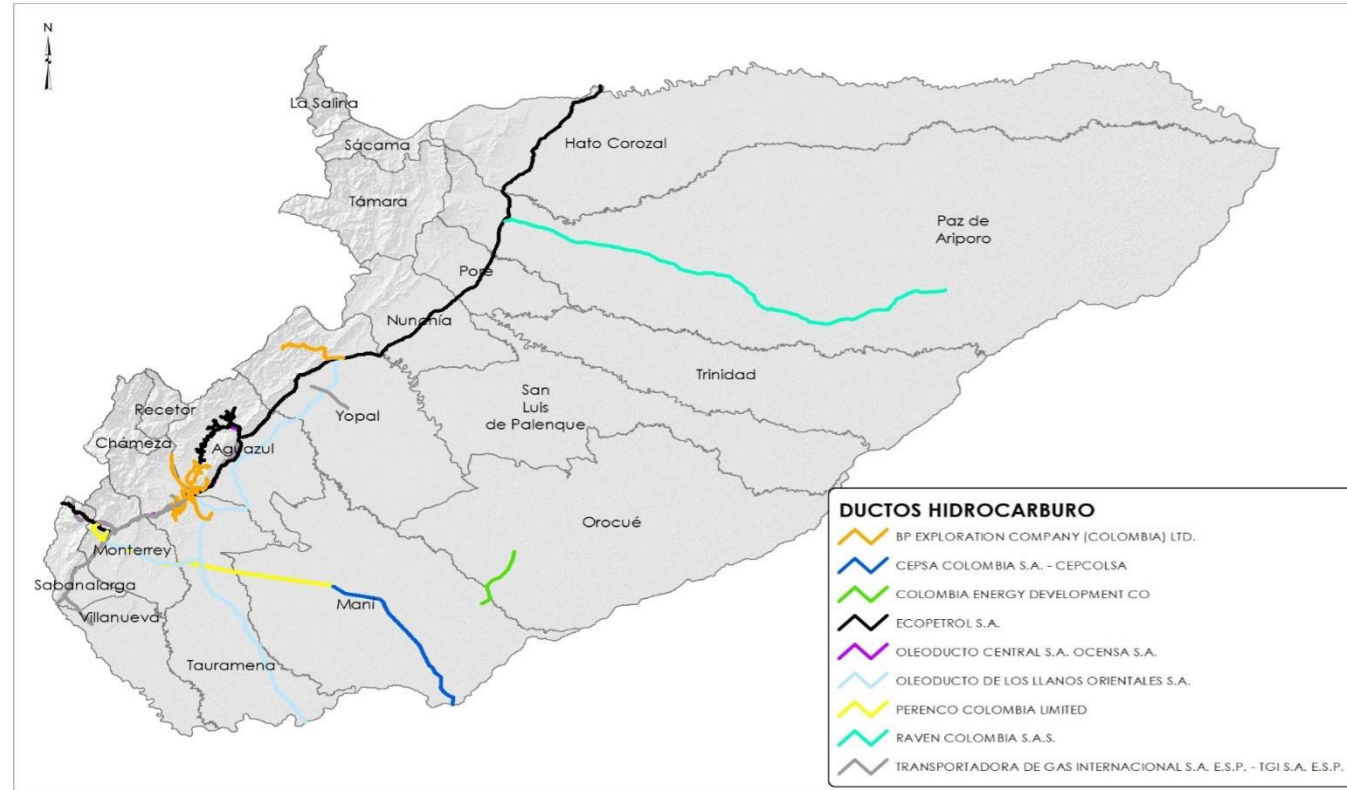 N
La Salina
Sácama
Hato Corozal
Támara
Paz de
Ariporo
Pore
Nunchía
Trinidad
San
Luis
de Palenque
Recetor
Yopal
Chámeza
Aguazul
Orocué
Monterrey
Sabanalarga
Maní
Villanueva
Tauramena
DUCTOS HIDROCARBURO
BP EXPLORATION COMPANY (COLOMBIA) LTD.
CEPSA COLOMBIA S.A. - CEPCOLSA
COLOMBIA ENERGY DEVELOPMENT CO
ECOPETROL S.A.
OLEODUCTO CENTRAL S.A. OCENSA S.A.
OLEODUCTO DE LOS LLANOS ORIENTALES S.A.
PERENCO COLOMBIA LIMITED
RAVEN COLOMBIA S.A.S.
TRANSPORTADORA DE GAS INTERNACIONAL S.A. E.S.P. - TGI S.A. E.S.P.